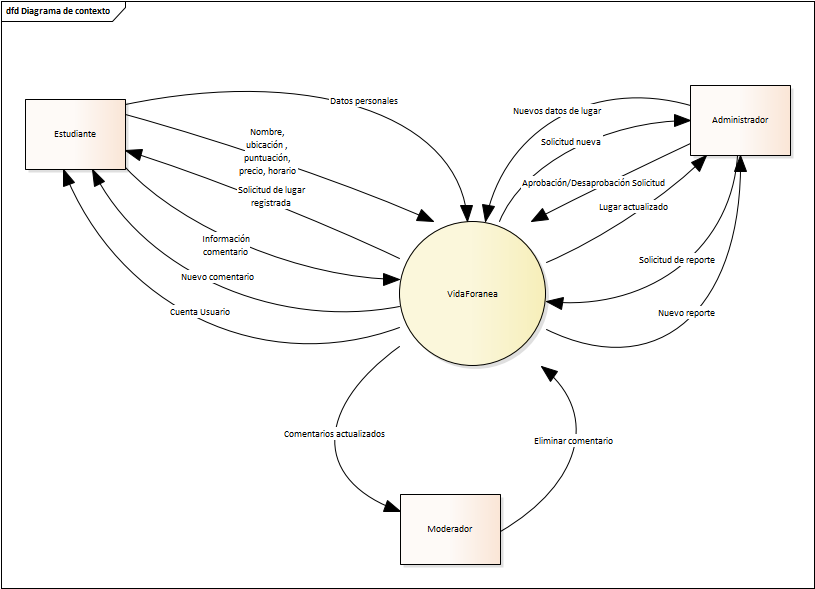 dfd Diagrama de contexto
Estudiante
Datos personales
Nombre,
ubicación ,
puntuación,
precio, horario
Solicitud de lugar
registrada
Información
comentario
Nuevo comentario
Cuenta Usuario
Nuevos datos de lugar
Solicitud nueva
Aprobación/Desaprobación Solicitud
Lugar actualizado
Administrador
Solicitud de reporte
Nuevo reporte
VidaForanea
Comentarios actualizados
Eliminar comentario
Moderador